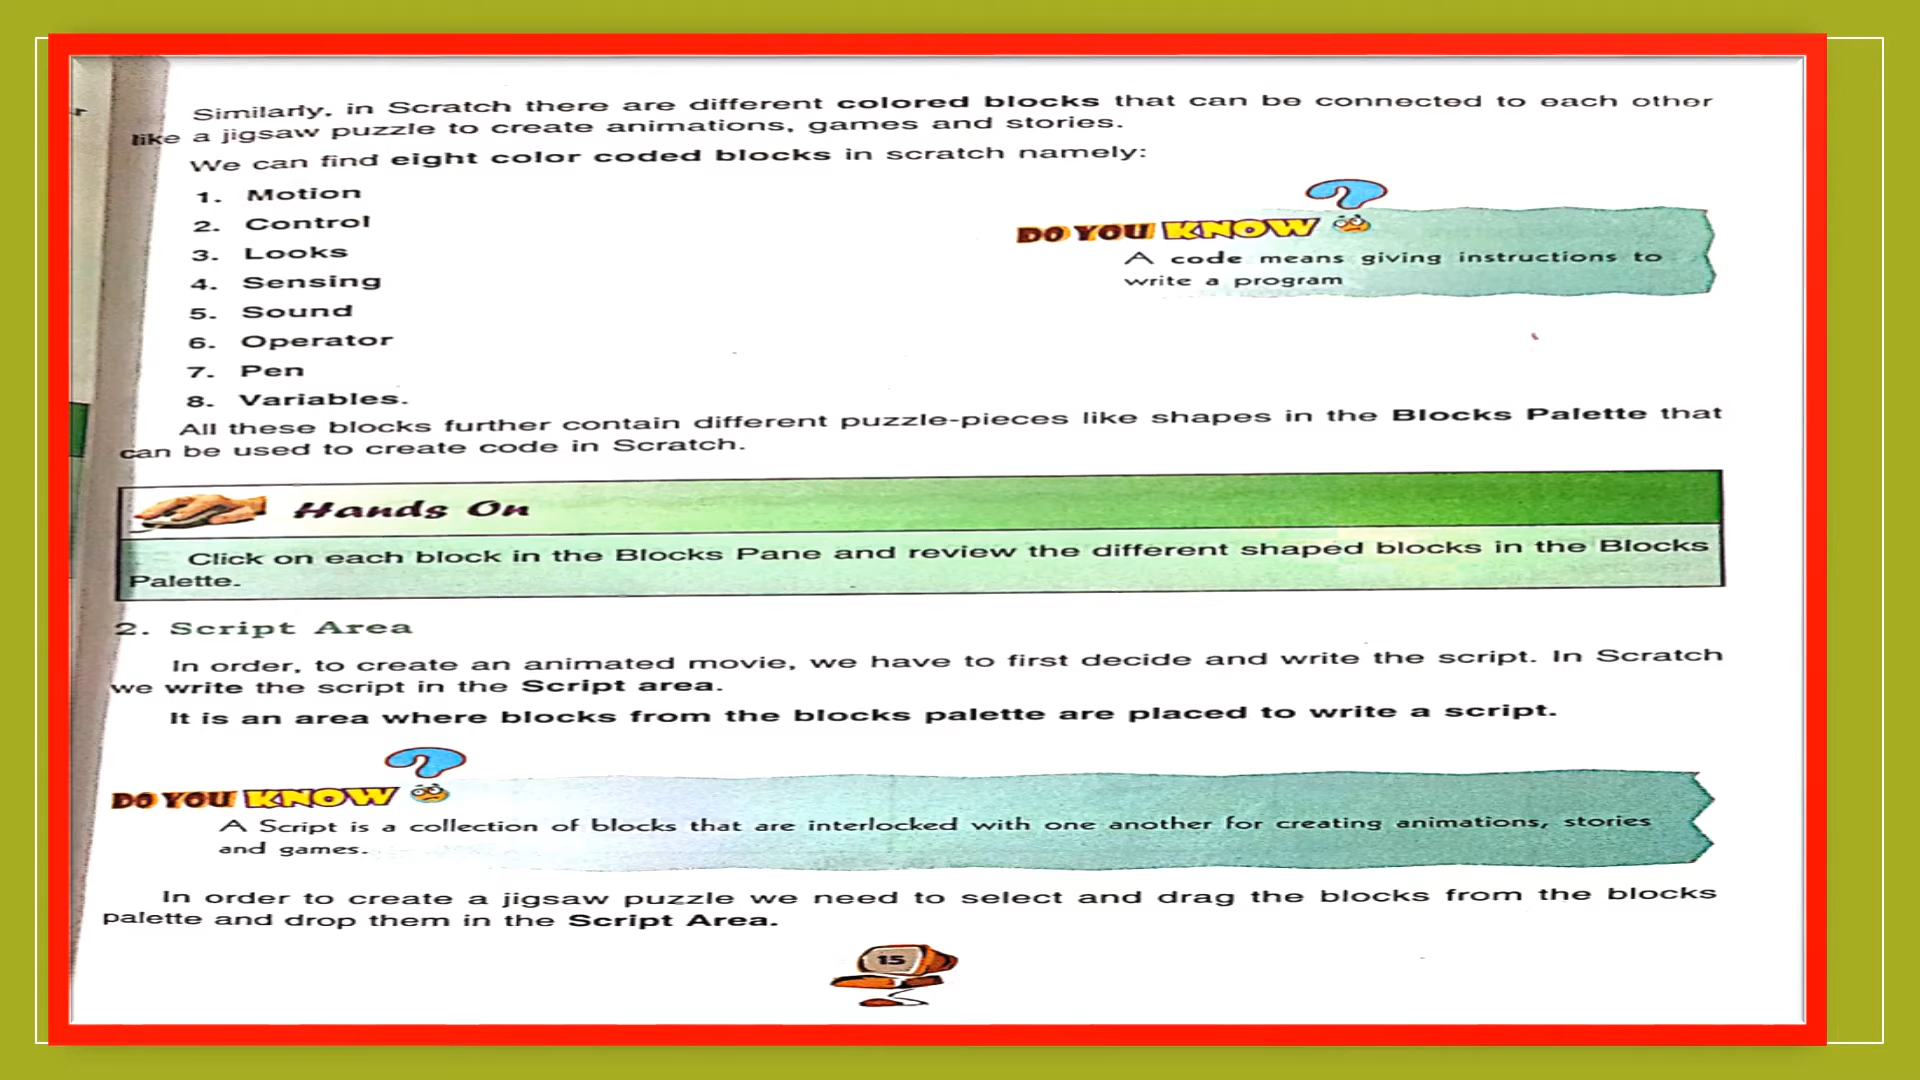 Similarly, in Scratch there are different colored blocks that can be connected to each other
like a jigsaw puzzle to create animations, games and stories.
We can find eight color coded blocks in scratch namely:
1. Motion
2. Control
3. Looks
4. Sensing
5. Sound
6. Operator
7. Pen
8. Variables.
DO YOU KNOW ?
A code means giving instructions to
write a program
All these blocks further contain different puzzle-pieces like shapes in the Blocks Palette that
can be used to create code in Scratch.
Hands On
Click on each block in the Blocks Pane and review the different shaped blocks in the Blocks
Palette.
2. Script Area
In order, to create an animated movie, we have to first decide and write the script. In Scratch
we write the script in the Script area.
It is an area where blocks from the blocks palette are placed to write a script.
DO YOU KNOW ?
A Script is a collection of blocks that are interlocked with one another for creating animations, stories
and games.
In order to create a jigsaw puzzle we need to select and drag the blocks from the blocks
palette and drop them in the Script Area.
15